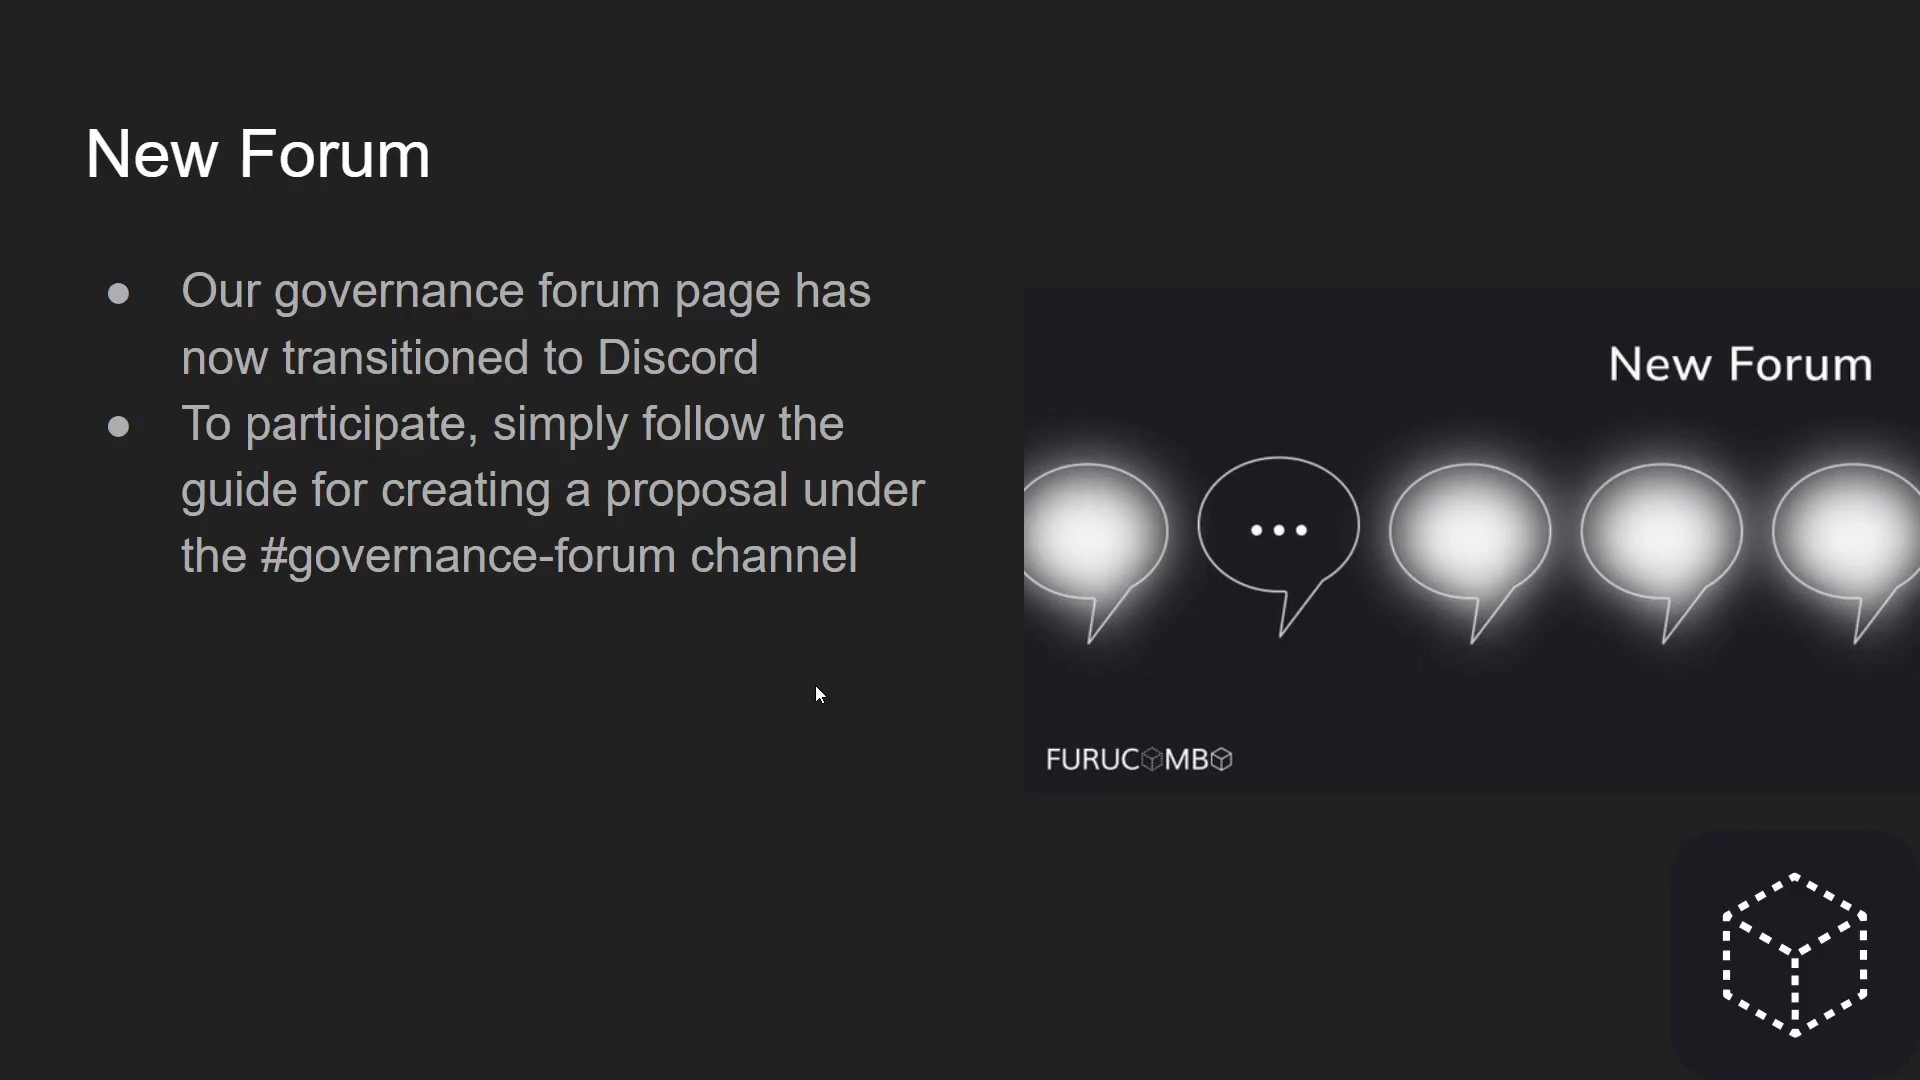 New Forum
● Our governance forum page has
now transitioned to Discord
● To participate, simply follow the
guide for creating a proposal under
the #governance-forum channel
New Forum
FURUCOMBO